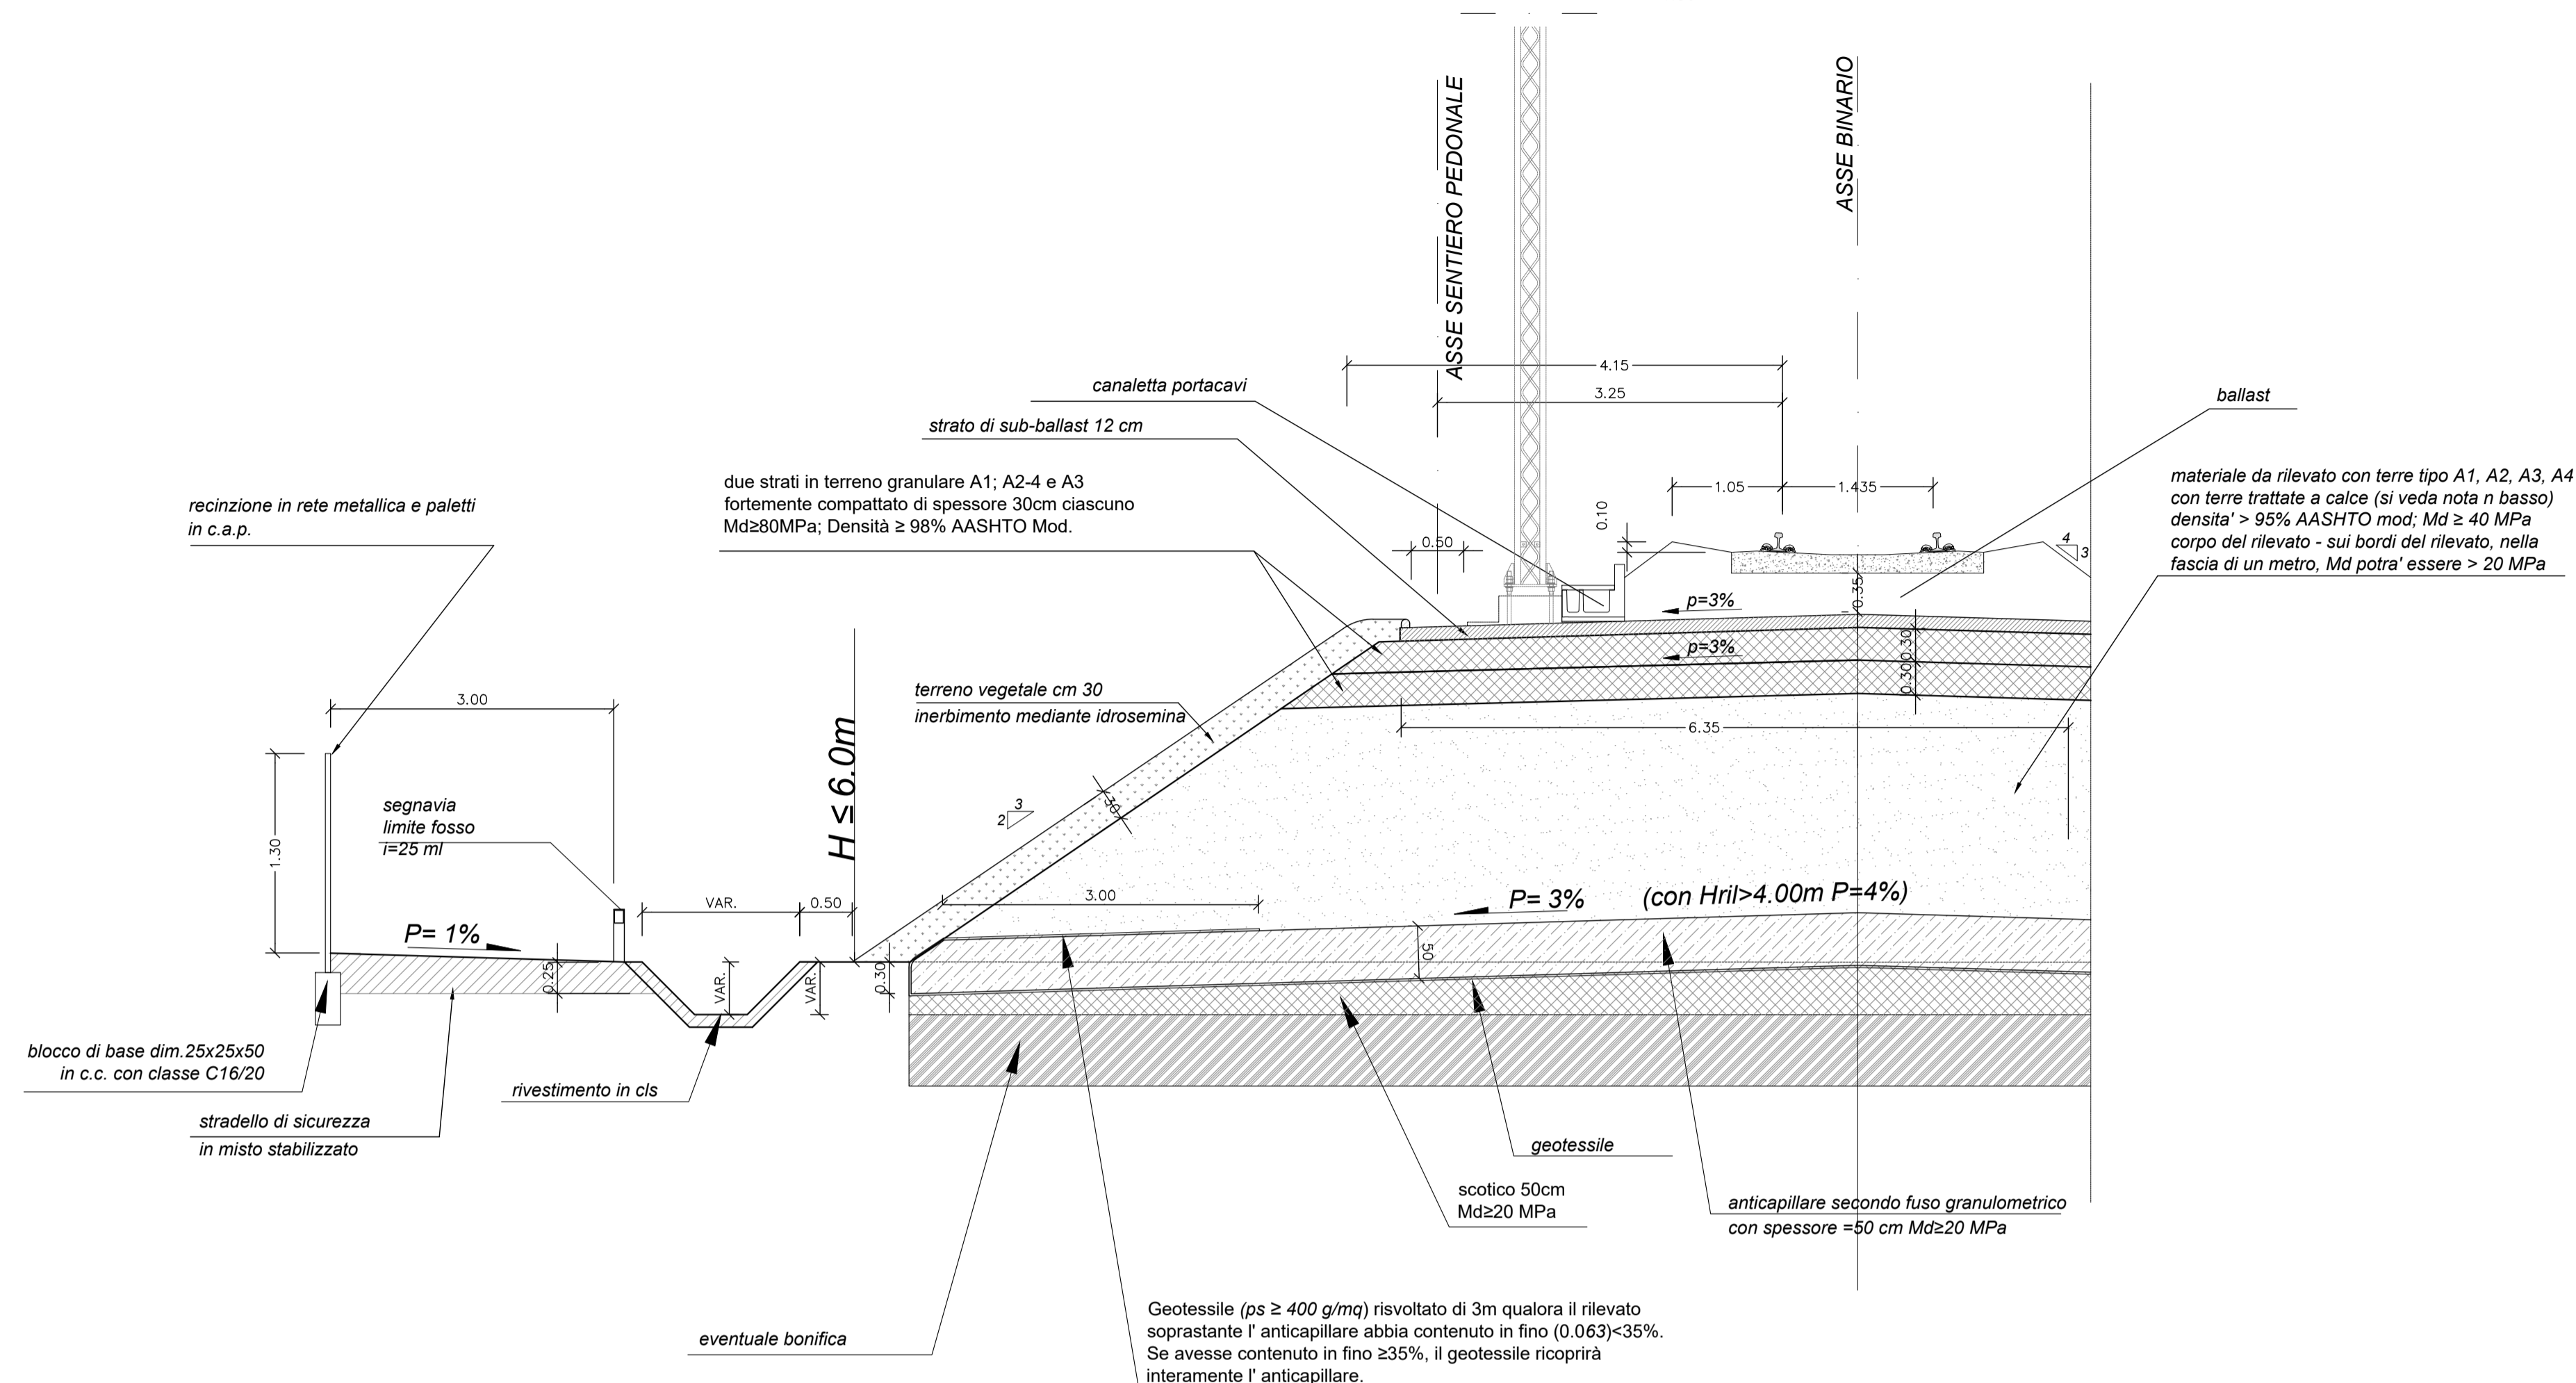 ASSE SENTIERO PEDONALE
ASSE BINARIO
4.15
3.25
canaletta portacavi
ballast
strato di sub-ballast 12 cm
due strati in terreno granulare A1; A2-4 e A3
fortemente compattato di spessore 30cm ciascuno
Md≥80MPa; Densità ≥ 98% AASHTO Mod.
materiale da rilevato con terre tipo A1, A2, A3, A4
con terre trattate a calce (si veda nota n basso)
densita' > 95% AASHTO mod; Md ≥ 40 MPa
corpo del rilevato - sui bordi del rilevato, nella
fascia di un metro, Md potra' essere > 20 MPa
recinzione in rete metallica e paletti
in c.a.p.
1.05
1.435
0.10
0.50
4
3
0.35
p=3%
p=3%
0.30
0.30
terreno vegetale cm 30
inerbimento mediante idrosemina
3.00
6.35
H ≤ 6.0m
30
3
2
segnavia
limite fosso
i=25 ml
1.30
VAR.
0.50
3.00
P= 3%
(con Hril>4.00m P=4%)
P= 1%
50
0.25
VAR.
VAR.
0.30
blocco di base dim.25x25x50
in c.c. con classe C16/20
rivestimento in cls
stradello di sicurezza
in misto stabilizzato
geotessile
scotico 50cm
Md≥20 MPa
anticapillare secondo fuso granulometrico
con spessore =50 cm Md≥20 MPa
eventuale bonifica
Geotessile (ps ≥ 400 g/mq) risvoltato di 3m qualora il rilevato
soprastante l' anticapillare abbia contenuto in fino (0.063)<35%.
Se avesse contenuto in fino ≥35%, il geotessile ricoprirà
interamente l' anticapillare.